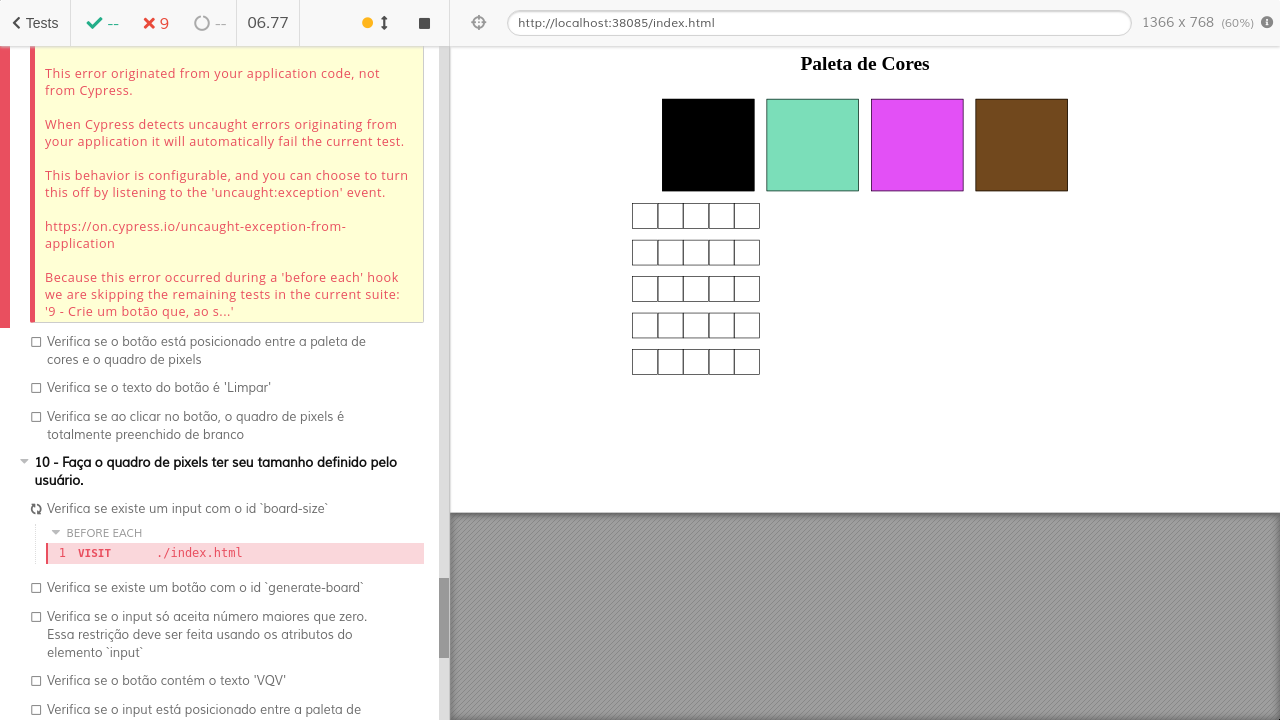 Tests
--
9
--
06.77
http://localhost:38085/index.html
1366 x 768 (60%)
This error originated from your application code, not
from Cypress.
When Cypress detects uncaught errors originating from
your application it will automatically fail the current test.
This behavior is configurable, and you can choose to turn
this off by listening to the 'uncaught:exception' event.
https://on.cypress.io/uncaught-exception-from-
application
Because this error occurred during a 'before each' hook
we are skipping the remaining tests in the current suite:
'9 - Crie um botão que, ao s...'
Verifica se o botão está posicionado entre a paleta de
cores e o quadro de pixels
Verifica se o texto do botão é 'Limpar'
Verifica se ao clicar no botão, o quadro de pixels é
totalmente preenchido de branco
10 - Faça o quadro de pixels ter seu tamanho definido pelo
usuário.
Verifica se existe um input com o id `board-size`
BEFORE EACH
1 VISIT ./index.html
Verifica se existe um botão com o id `generate-board`
Verifica se o input só aceita número maiores que zero.
Essa restrição deve ser feita usando os atributos do
elemento `input`
Verifica se o botão contém o texto 'VQV'
Verifica se o input está posicionado entre a paleta de
Paleta de Cores